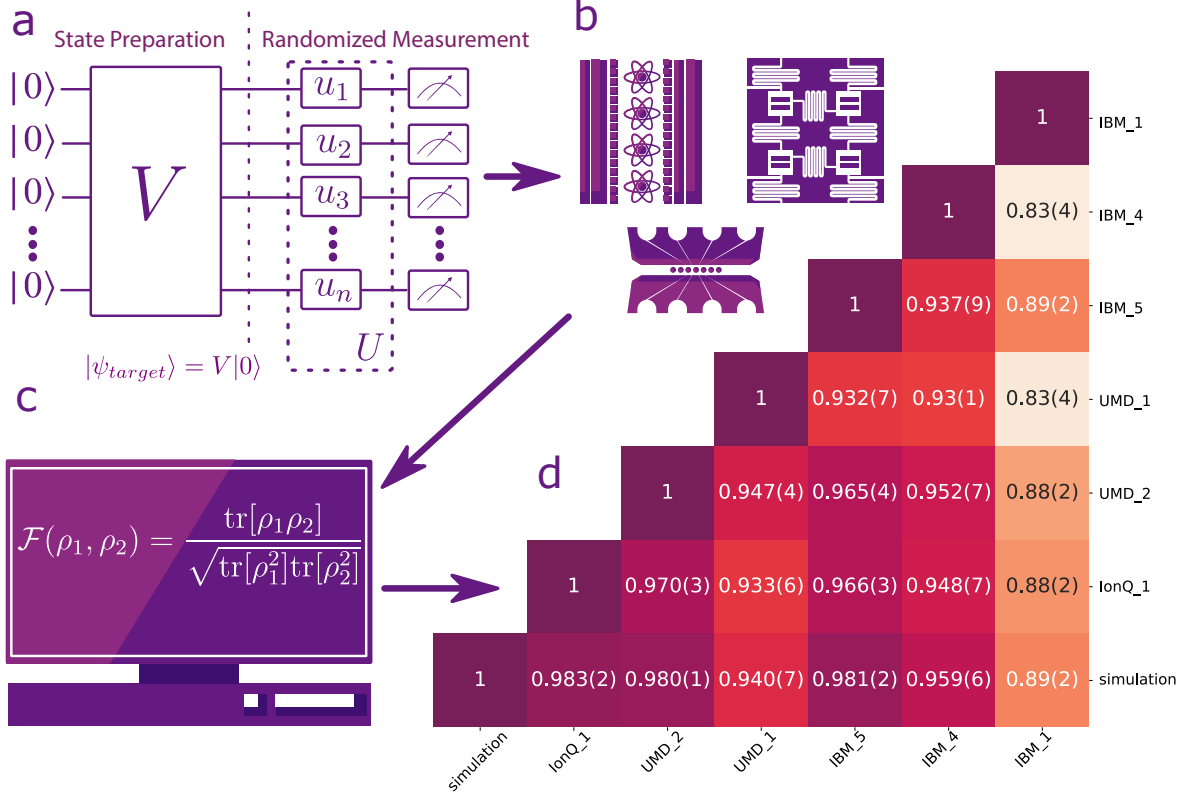 a
State Preparation
Randomized Measurement
|0⟩
|0⟩
|0⟩
|0⟩
V
u₁
u₂
u₃
uₙ
U
|ψ_target⟩ = V|0⟩
b
c
F(ρ₁, ρ₂) = tr[ρ₁ρ₂] / √(tr[ρ₁²]tr[ρ₂²])
d
1 IBM_1
1 0.83(4) IBM_4
1 0.937(9) 0.89(2) IBM_5
1 0.932(7) 0.93(1) 0.83(4) UMD_1
1 0.947(4) 0.965(4) 0.952(7) 0.88(2) UMD_2
1 0.970(3) 0.933(6) 0.966(3) 0.948(7) 0.88(2) IonQ_1
1 0.983(2) 0.980(1) 0.940(7) 0.981(2) 0.959(6) 0.89(2) simulation
simulation IonQ_1 UMD_2 UMD_1 IBM_5 IBM_4 IBM_1